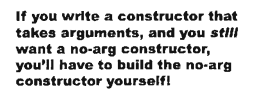 If you write a constructor that
takes arguments, and you still
want a no-arg constructor,
you'll have to build the no-arg
constructor yourself!